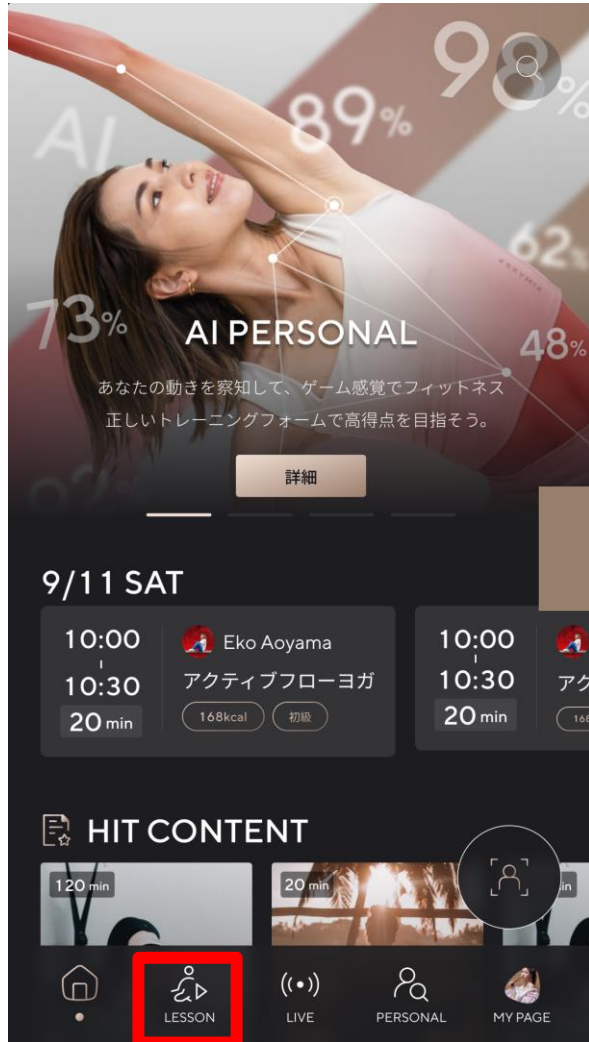 98%
AI
89%
62%
73%
AI PERSONAL
48%
あなたの動きを察知して、ゲーム感覚でフィットネス
正しいトレーニングフォームで高得点を目指そう。
詳細
9/11 SAT
10:00
-
10:30
20 min
Eko Aoyama
アクティブフローヨガ
168kcal
初級
10:00
-
10:30
20 min
アク
168
HIT CONTENT
120 min
20 min
in
LESSON
LIVE
PERSONAL
MY PAGE